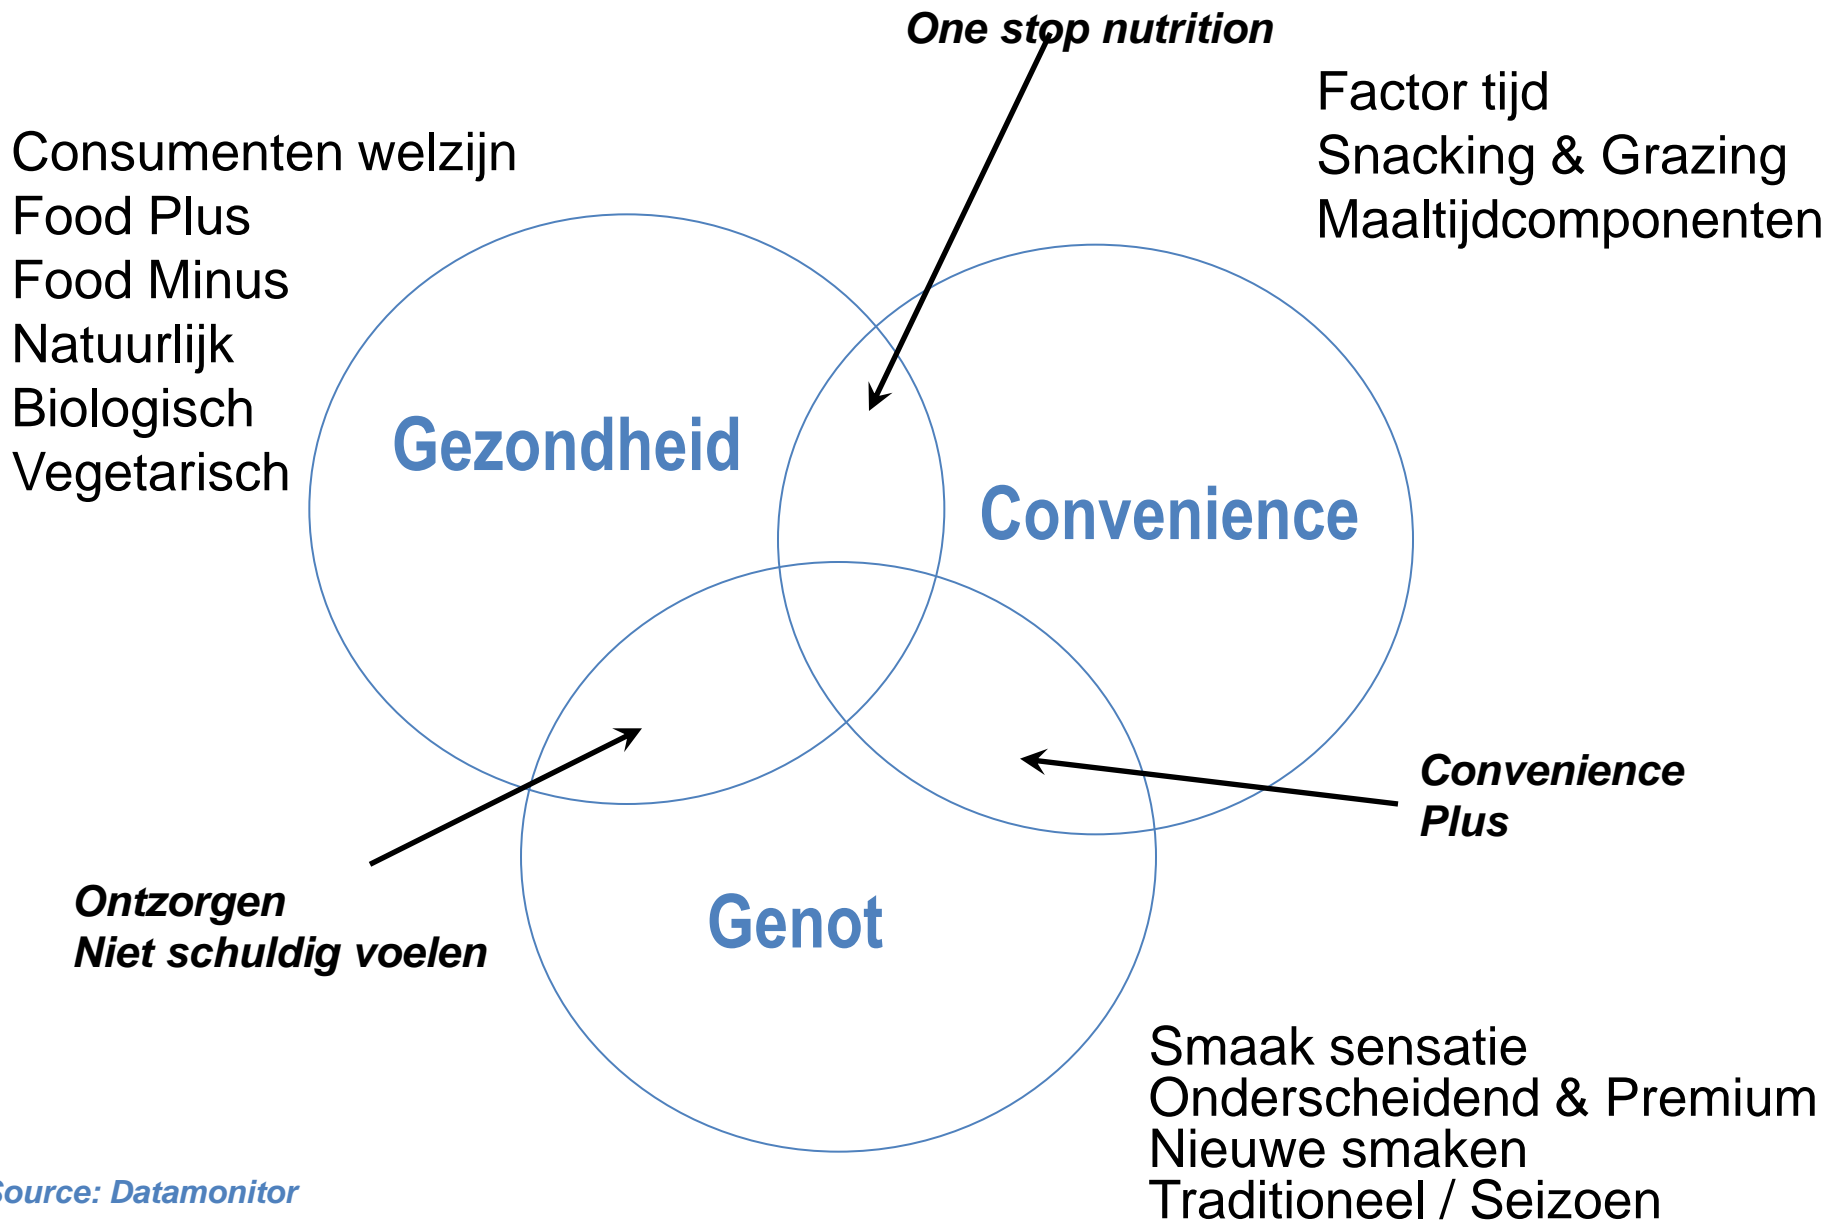 One stop nutrition
Factor tijd
Snacking & Grazing
Maaltijdcomponenten
Consumenten welzijn
Food Plus
Food Minus
Natuurlijk
Biologisch
Vegetarisch
Gezondheid
Convenience
Convenience
Plus
Ontzorgen
Niet schuldig voelen
Genot
Smaak sensatie
Onderscheidend & Premium
Nieuwe smaken
Traditioneel / Seizoen
Source: Datamonitor